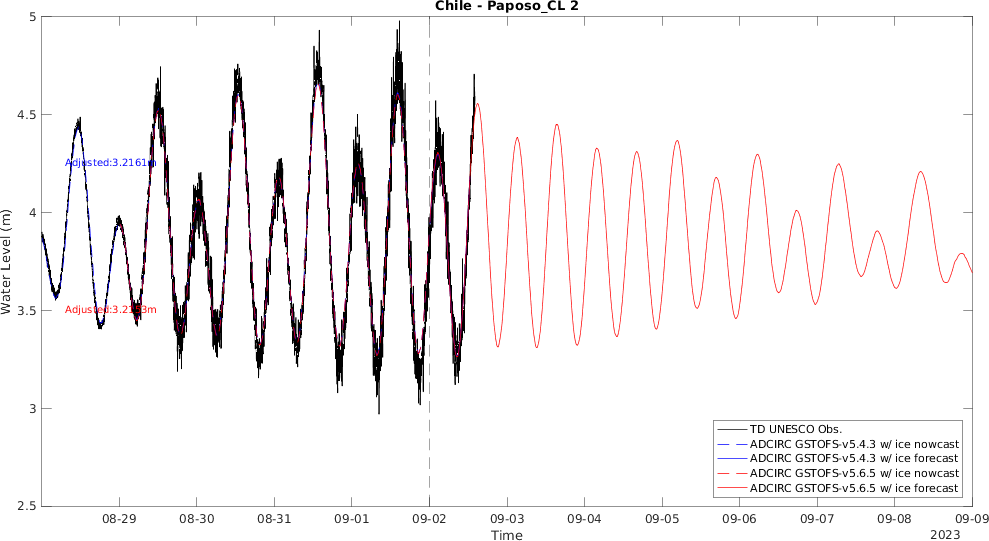 Chile - Paposo_CL 2
5
4.5
4
3.5
3
2.5
Water Level (m)
Adjusted:3.2161m
08-29
08-30
08-31
09-01
09-02
09-03
09-04
09-05
09-06
09-07
09-08
09-09
Time
2023
TD UNESCO Obs.
ADCIRC GSTOFS-v5.4.3 w/ ice nowcast
ADCIRC GSTOFS-v5.4.3 w/ ice forecast
ADCIRC GSTOFS-v5.6.5 w/ ice nowcast
ADCIRC GSTOFS-v5.6.5 w/ ice forecast